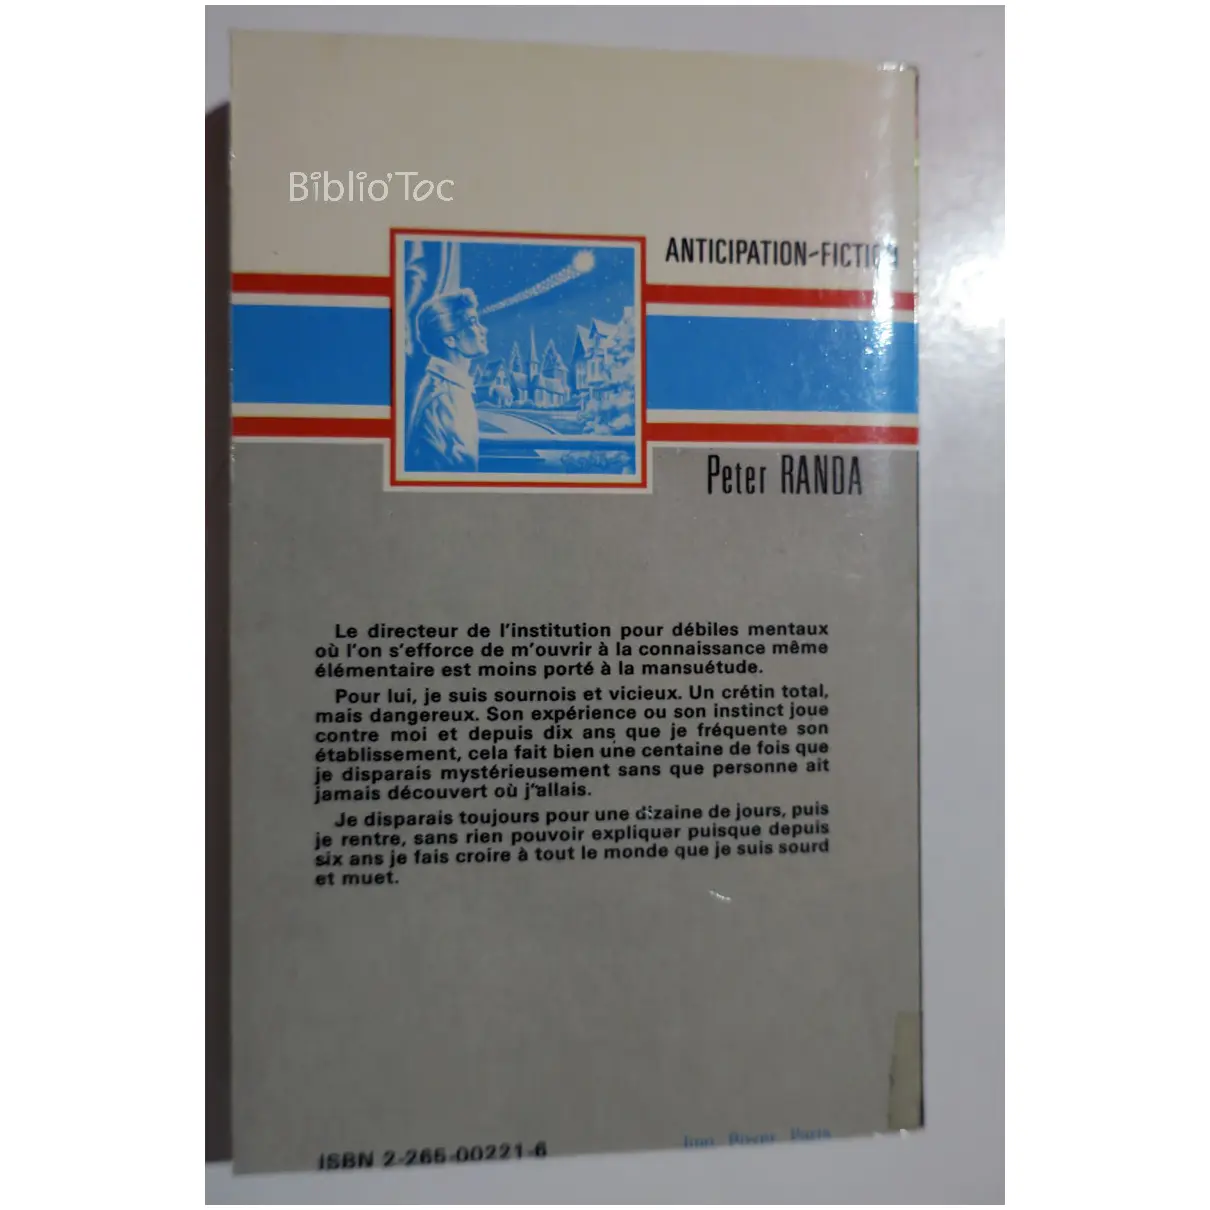 Biblio'Toc
ANTICIPATION-FICTION
Peter RANDA
Le directeur de l'institution pour débiles mentaux
où l'on s'efforce de m'ouvrir à la connaissance même
élémentaire est moins porté à la mansuétude.
Pour lui, je suis sournois et vicieux. Un crétin total,
mais dangereux. Son expérience ou son instinct joue
contre moi et depuis dix ans que je fréquente son
établissement, cela fait bien une centaine de fois que
je disparais mystérieusement sans que personne ait
jamais découvert où j'allais.
Je disparais toujours pour une dizaine de jours, puis
je rentre, sans rien pouvoir expliquer puisque depuis
six ans je fais croire à tout le monde que je suis sourd
et muet.
ISBN 2-265-00221-6